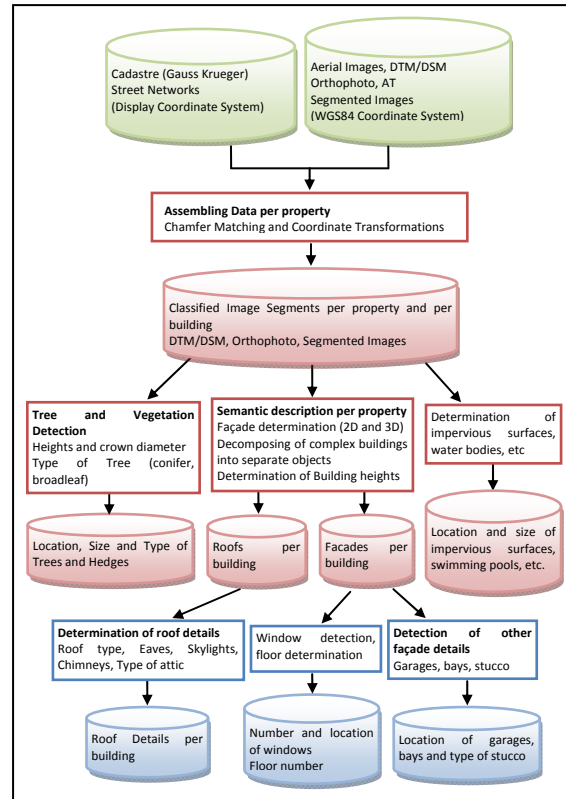 Cadastre (Gauss Krueger)
Street Networks
(Display Coordinate System)
Aerial Images, DTM/DSM
Orthophoto, AT
Segmented Images
(WGS84 Coordinate System)
Assembling Data per property
Chamfer Matching and Coordinate Transformations
Classified Image Segments per property and per
building
DTM/DSM, Orthophoto, Segmented Images
Tree and Vegetation
Detection
Heights and crown diameter
Type of Tree (conifer,
broadleaf)
Semantic description per property
Façade determination (2D and 3D)
Decomposing of complex buildings
into separate objects
Determination of Building heights
Determination of
impervious surfaces,
water bodies, etc
Location, Size and Type of
Trees and Hedges
Roofs per
building
Facades per
building
Location and size of
impervious surfaces,
swimming pools, etc.
Determination of roof details
Roof type, Eaves, Skylights,
Chimneys, Type of attic
Window detection,
floor determination
Detection of other
façade details
Garages, bays, stucco
Roof Details per
building
Number and location
of windows
Floor number
Location of garages,
bays and type of stucco